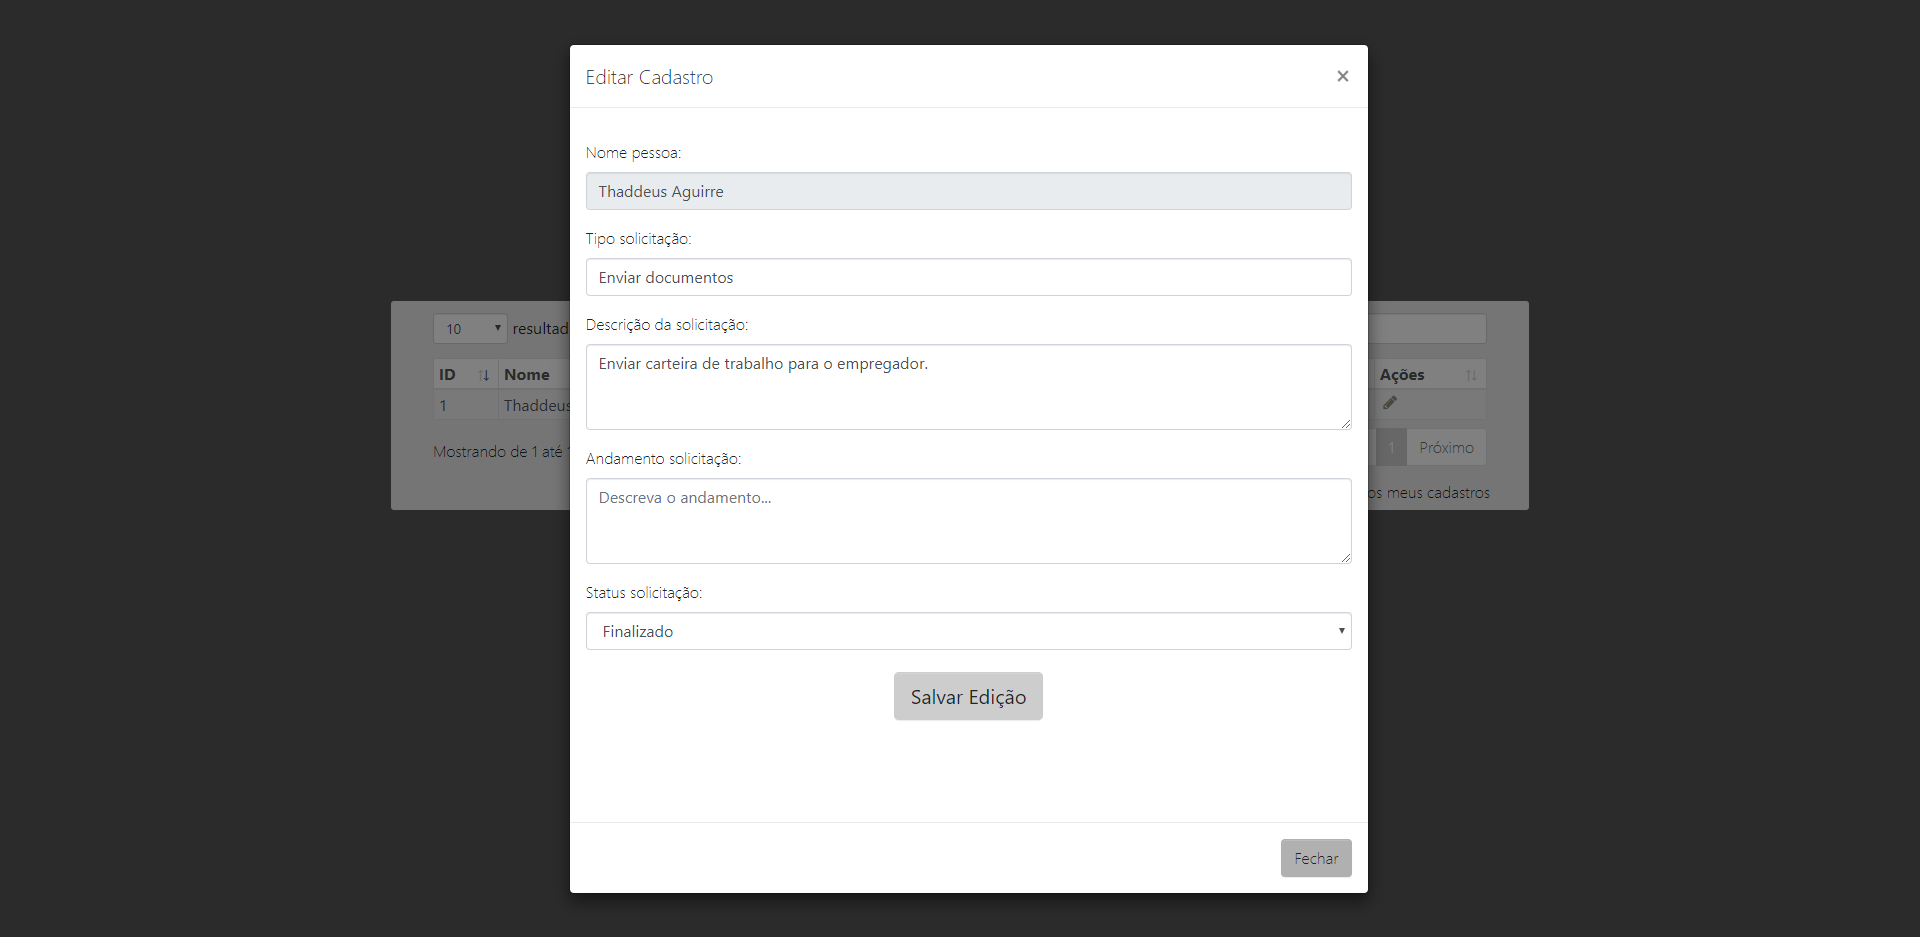 Editar Cadastro ×
Nome pessoa:
Thaddeus Aguirre
Tipo solicitação:
Enviar documentos
Descrição da solicitação:
Enviar carteira de trabalho para o empregador.
Andamento solicitação:
Descreva o andamento...
Status solicitação:
Finalizado
Salvar Edição
Fechar
10
ID Nome Ações
1 Thaddeus
Mostrando de 1 até
1 Próximo
meus cadastros